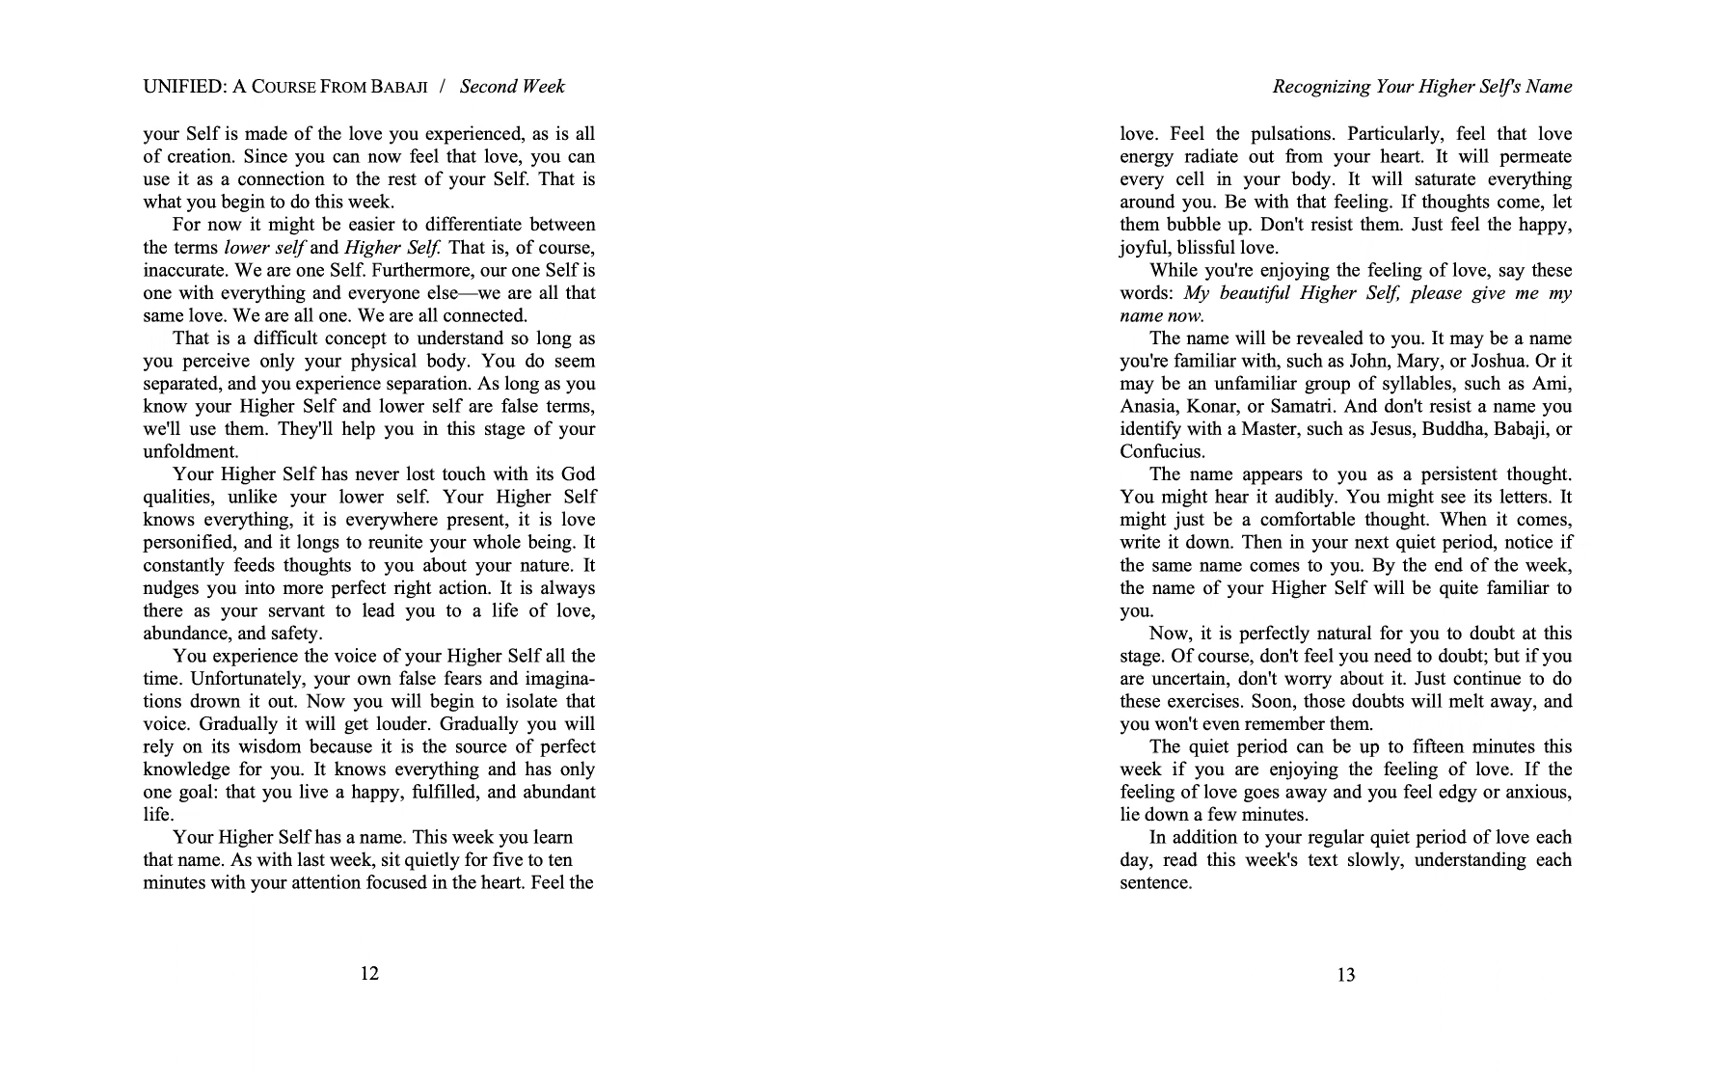 UNIFIED: A COURSE FROM BABAJI / Second Week
your Self is made of the love you experienced, as is all
of creation. Since you can now feel that love, you can
use it as a connection to the rest of your Self. That is
what you begin to do this week.
For now it might be easier to differentiate between
the terms lower self and Higher Self. That is, of course,
inaccurate. We are one Self. Furthermore, our one Self is
one with everything and everyone else—we are all that
same love. We are all one. We are all connected.
That is a difficult concept to understand so long as
you perceive only your physical body. You do seem
separated, and you experience separation. As long as you
know your Higher Self and lower self are false terms,
we'll use them. They'll help you in this stage of your
unfoldment.
Your Higher Self has never lost touch with its God
qualities, unlike your lower self. Your Higher Self
knows everything, it is everywhere present, it is love
personified, and it longs to reunite your whole being. It
constantly feeds thoughts to you about your nature. It
nudges you into more perfect right action. It is always
there as your servant to lead you to a life of love,
abundance, and safety.
You experience the voice of your Higher Self all the
time. Unfortunately, your own false fears and imagina-
tions drown it out. Now you will begin to isolate that
voice. Gradually it will get louder. Gradually you will
rely on its wisdom because it is the source of perfect
knowledge for you. It knows everything and has only
one goal: that you live a happy, fulfilled, and abundant
life.
Your Higher Self has a name. This week you learn
that name. As with last week, sit quietly for five to ten
minutes with your attention focused in the heart. Feel the
12
Recognizing Your Higher Self's Name
love. Feel the pulsations. Particularly, feel that love
energy radiate out from your heart. It will permeate
every cell in your body. It will saturate everything
around you. Be with that feeling. If thoughts come, let
them bubble up. Don't resist them. Just feel the happy,
joyful, blissful love.
While you're enjoying the feeling of love, say these
words: My beautiful Higher Self, please give me my
name now.
The name will be revealed to you. It may be a name
you're familiar with, such as John, Mary, or Joshua. Or it
may be an unfamiliar group of syllables, such as Ami,
Anasia, Konar, or Samatri. And don't resist a name you
identify with a Master, such as Jesus, Buddha, Babaji, or
Confucius.
The name appears to you as a persistent thought.
You might hear it audibly. You might see its letters. It
might just be a comfortable thought. When it comes,
write it down. Then in your next quiet period, notice if
the same name comes to you. By the end of the week,
the name of your Higher Self will be quite familiar to
you.
Now, it is perfectly natural for you to doubt at this
stage. Of course, don't feel you need to doubt; but if you
are uncertain, don't worry about it. Just continue to do
these exercises. Soon, those doubts will melt away, and
you won't even remember them.
The quiet period can be up to fifteen minutes this
week if you are enjoying the feeling of love. If the
feeling of love goes away and you feel edgy or anxious,
lie down a few minutes.
In addition to your regular quiet period of love each
day, read this week's text slowly, understanding each
sentence.
13